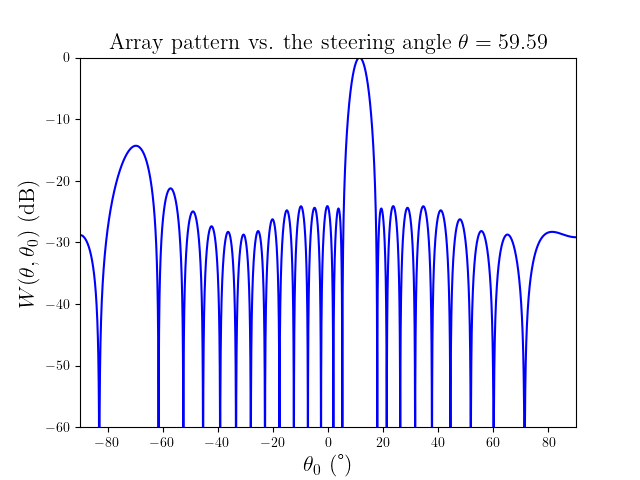 Array pattern vs. the steering angle θ = 59.59
W(θ, θ₀) (dB)
0
−10
−20
−30
−40
−50
−60
−80 −60 −40 −20 0 20 40 60 80
θ₀ (°)